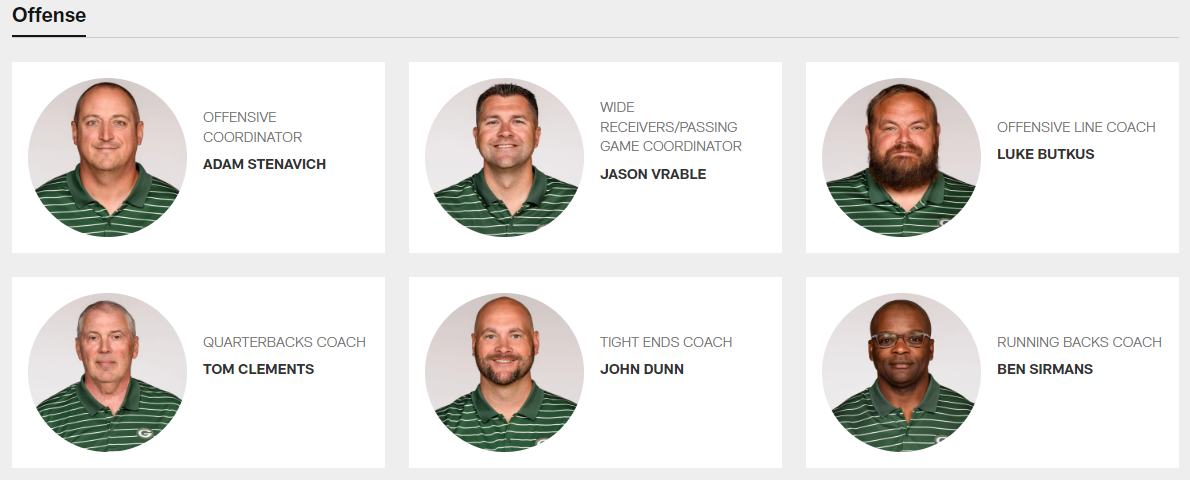 Offense
OFFENSIVE
COORDINATOR
ADAM STENAVICH
WIDE
RECEIVERS/PASSING
GAME COORDINATOR
JASON VRABLE
OFFENSIVE LINE COACH
LUKE BUTKUS
QUARTERBACKS COACH
TOM CLEMENTS
TIGHT ENDS COACH
JOHN DUNN
RUNNING BACKS COACH
BEN SIRMANS